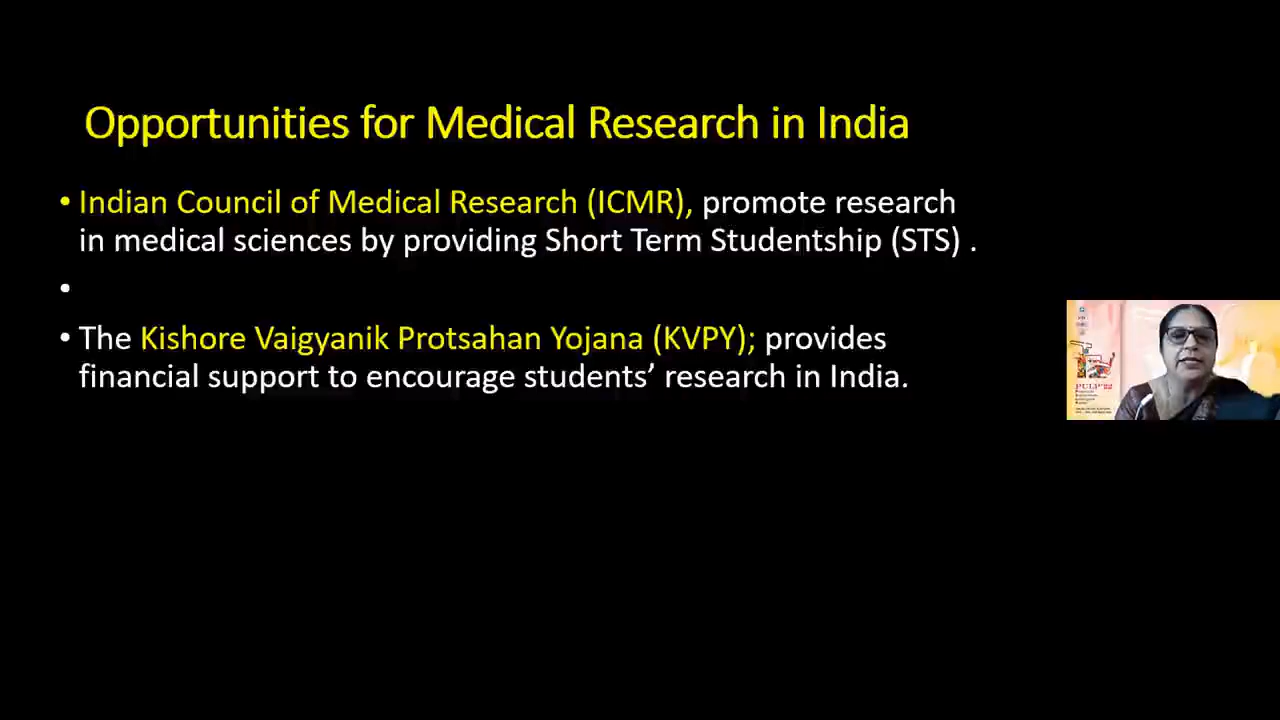 Opportunities for Medical Research in India
• Indian Council of Medical Research (ICMR), promote research
in medical sciences by providing Short Term Studentship (STS) .
•
• The Kishore Vaigyanik Protsahan Yojana (KVPY); provides
financial support to encourage students’ research in India.
PULP'22